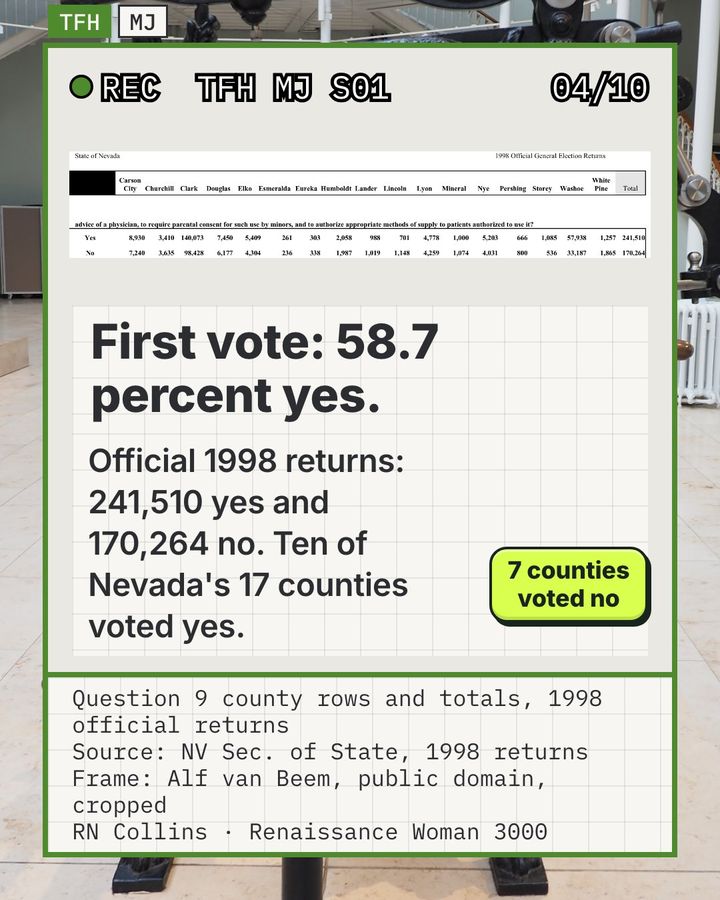 TFH MJ
REC TFH MJ S01 04/10
State of Nevada 1998 Official General Election Returns
Carson City Churchill Clark Douglas Elko Esmeralda Eureka Humboldt Lander Lincoln Lyon Mineral Nye Pershing Storey Washoe White Pine Total
advice of a physician, to require parental consent for such use by minors, and to authorize appropriate methods of supply to patients authorized to use it?
Yes 8,930 3,410 140,073 7,450 5,409 261 303 2,058 988 701 4,778 1,000 5,203 666 1,085 57,938 1,257 241,510
No 7,240 3,635 98,428 6,177 4,304 236 338 1,987 1,019 1,148 4,259 1,074 4,031 800 536 33,187 1,865 170,264
First vote: 58.7
percent yes.
Official 1998 returns:
241,510 yes and
170,264 no. Ten of
Nevada's 17 counties
voted yes.
7 counties
voted no
Question 9 county rows and totals, 1998
official returns
Source: NV Sec. of State, 1998 returns
Frame: Alf van Beem, public domain,
cropped
RN Collins · Renaissance Woman 3000